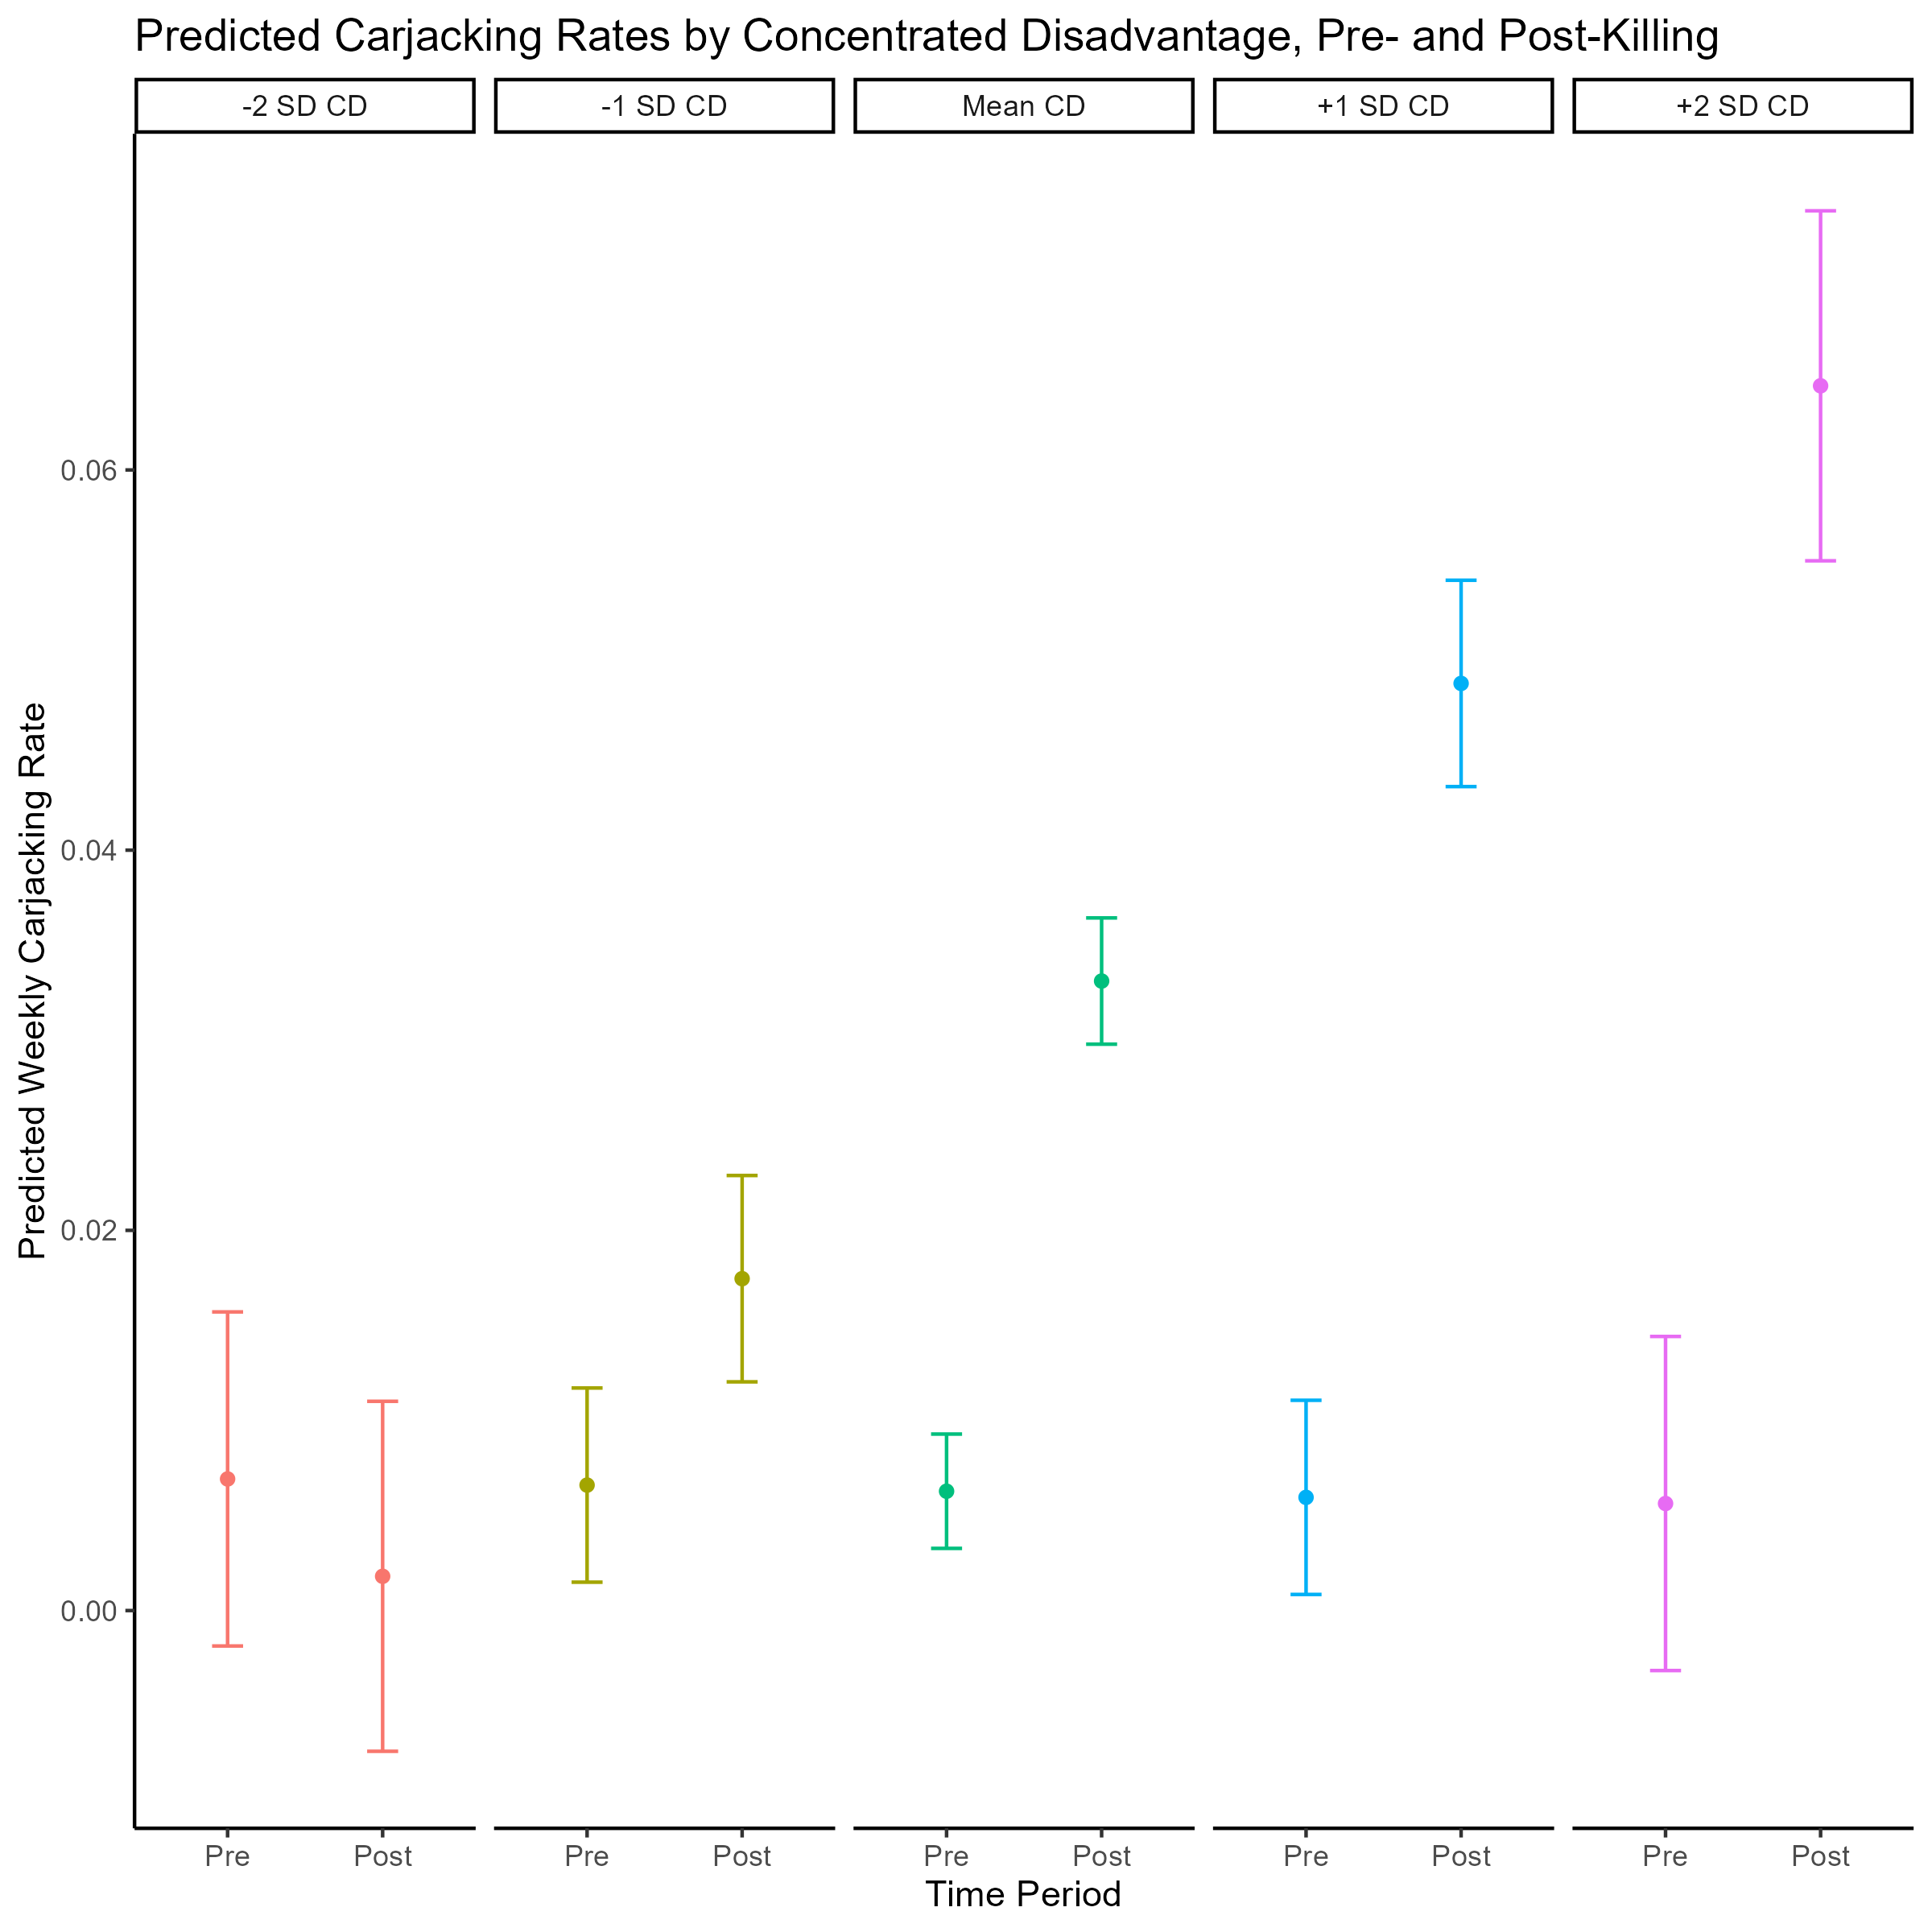 Predicted Carjacking Rates by Concentrated Disadvantage, Pre- and Post-Killing
-2 SD CD
-1 SD CD
Mean CD
+1 SD CD
+2 SD CD
Predicted Weekly Carjacking Rate
0.06
0.04
0.02
0.00
Pre
Post
Pre
Post
Pre
Post
Pre
Post
Pre
Post
Time Period